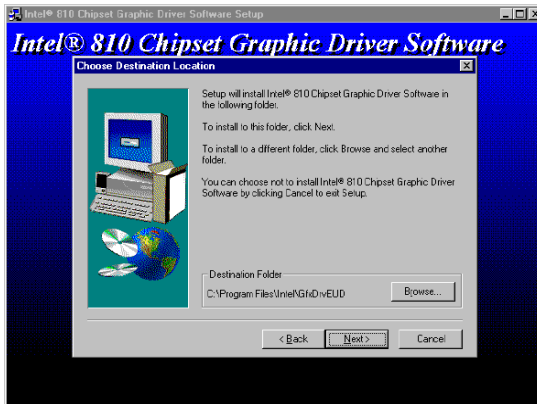 Intel® 810 Chipset Graphic Driver Software Setup
Intel® 810 Chipset Graphic Driver Software
Choose Destination Location
Setup will install Intel® 810 Chipset Graphic Driver Software in
the following folder.
To install to this folder, click Next.
To install to a different folder, click Browse and select another
folder.
You can choose not to install Intel® 810 Chipset Graphic Driver
Software by clicking Cancel to exit Setup.
Destination Folder
C:\Program Files\Intel\GfxDrvEUD
Browse...
< Back
Next >
Cancel